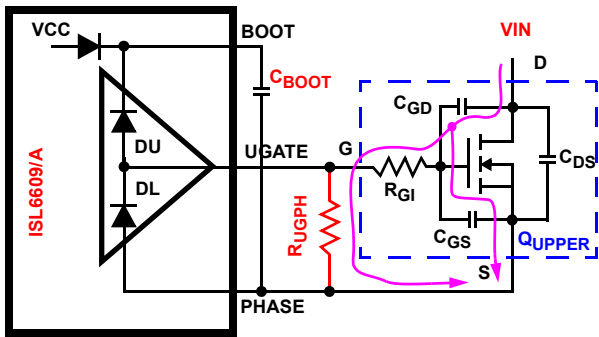 VCC
BOOT
CBOOT
VIN
D
CGD
DU
CDS
UGATE
G
DL
RGI
ISL6609/A
RUGPH
CGS
QUPPER
S
PHASE